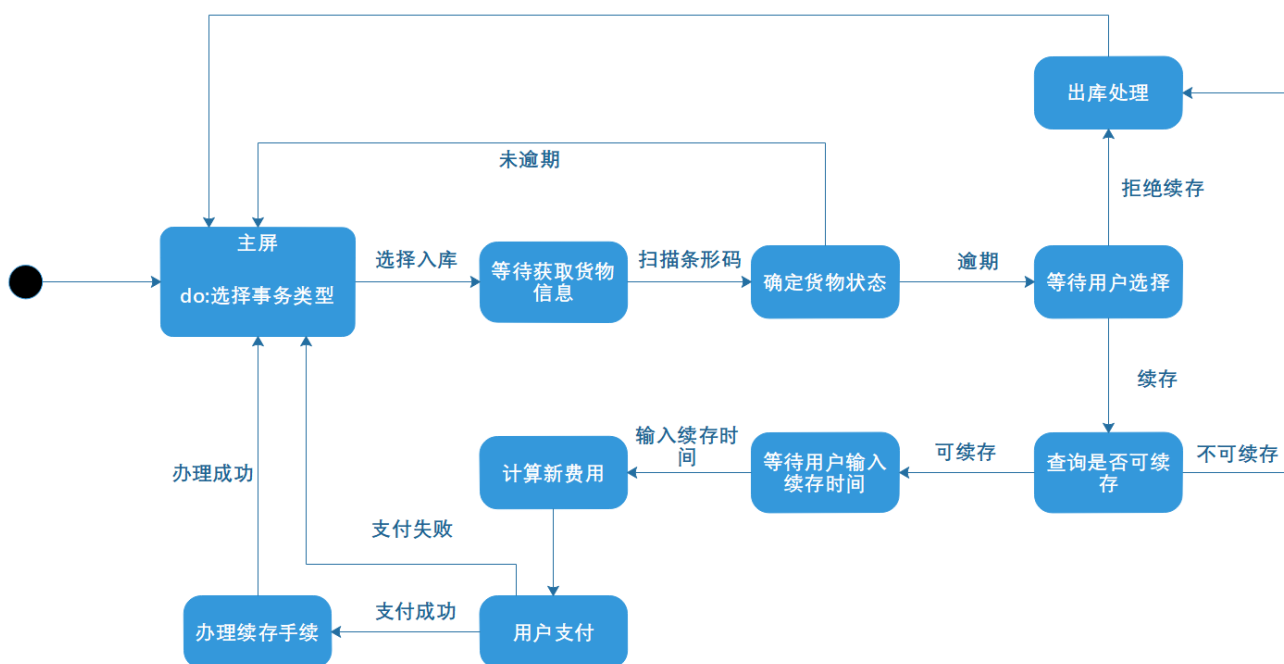 出库处理
未逾期
拒绝续存
主屏
do:选择事务类型
选择入库
等待获取货物
信息
扫描条形码
确定货物状态
逾期
等待用户选择
续存
输入续存时
间
计算新费用
等待用户输入
续存时间
可续存
查询是否可续
存
不可续存
办理成功
支付失败
办理续存手续
支付成功
用户支付